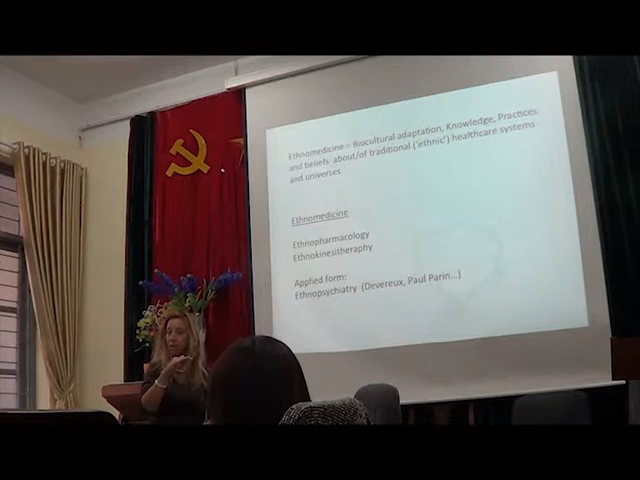 Ethnomedicine = Biocultural adaptation, Knowledge, Practices
and beliefs about/of traditional ('ethnic') healthcare systems
and universes
Ethnomedicine
Ethnopharmacology
Ethnokinesitheraphy
Applied form:
Ethnopsychiatry (Devereux, Paul Parin...)